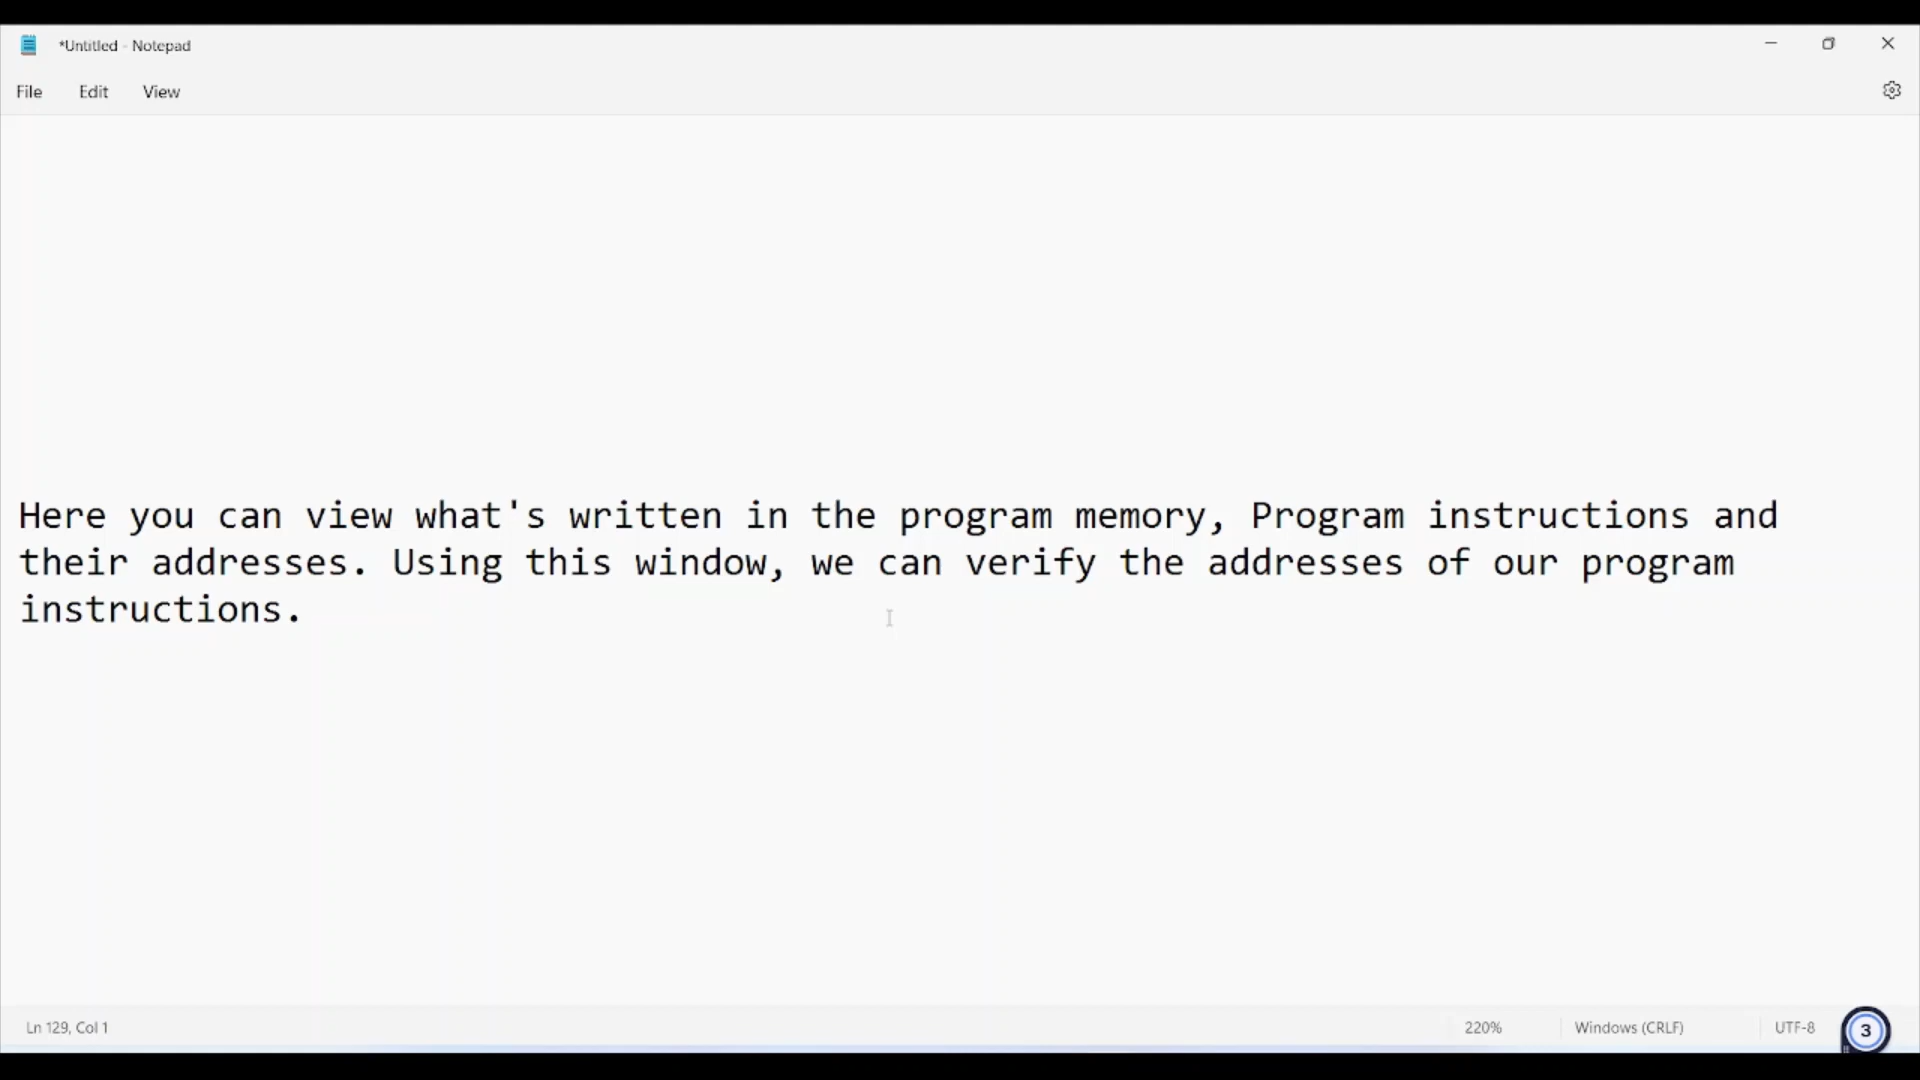 *Untitled - Notepad
File Edit View
Here you can view what's written in the program memory, Program instructions and
their addresses. Using this window, we can verify the addresses of our program
instructions.
Ln 129, Col 1 220% Windows (CRLF) UTF-8 3